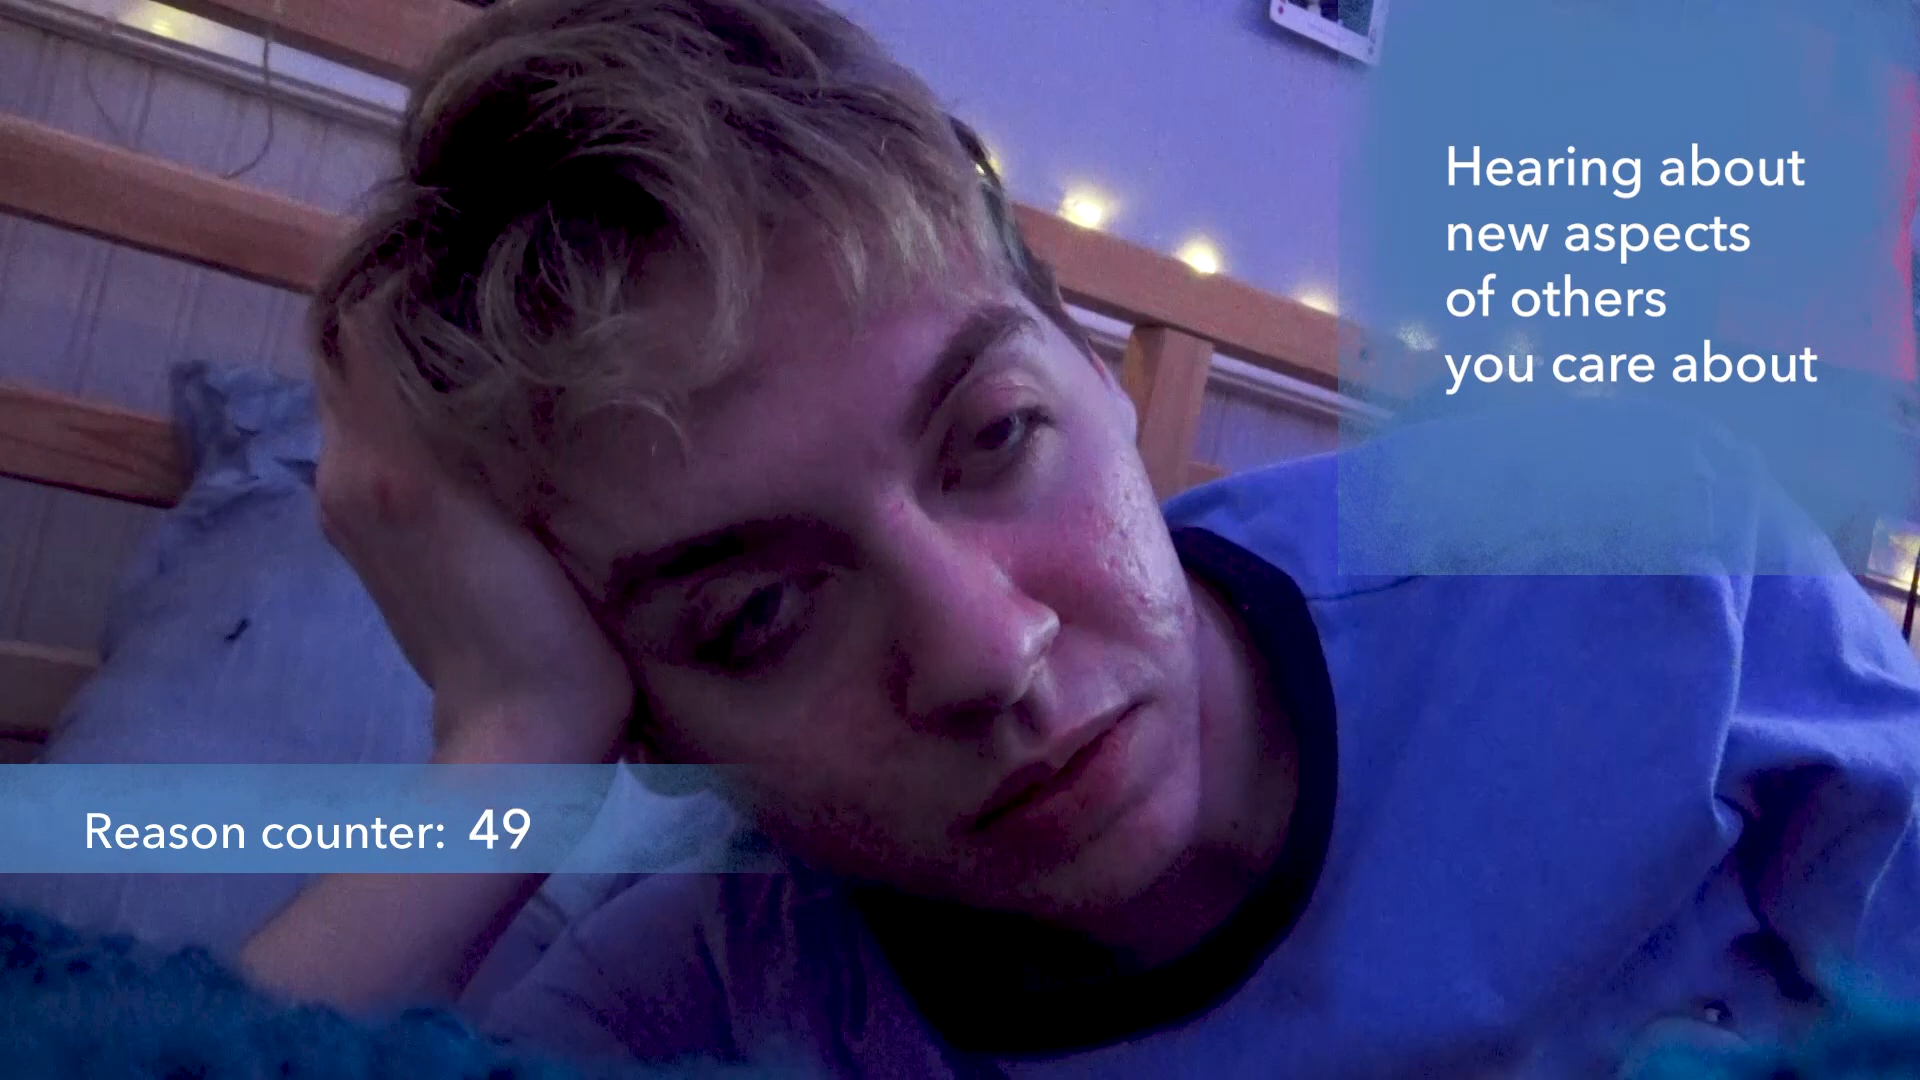 Hearing about
new aspects
of others
you care about
Reason counter: 49